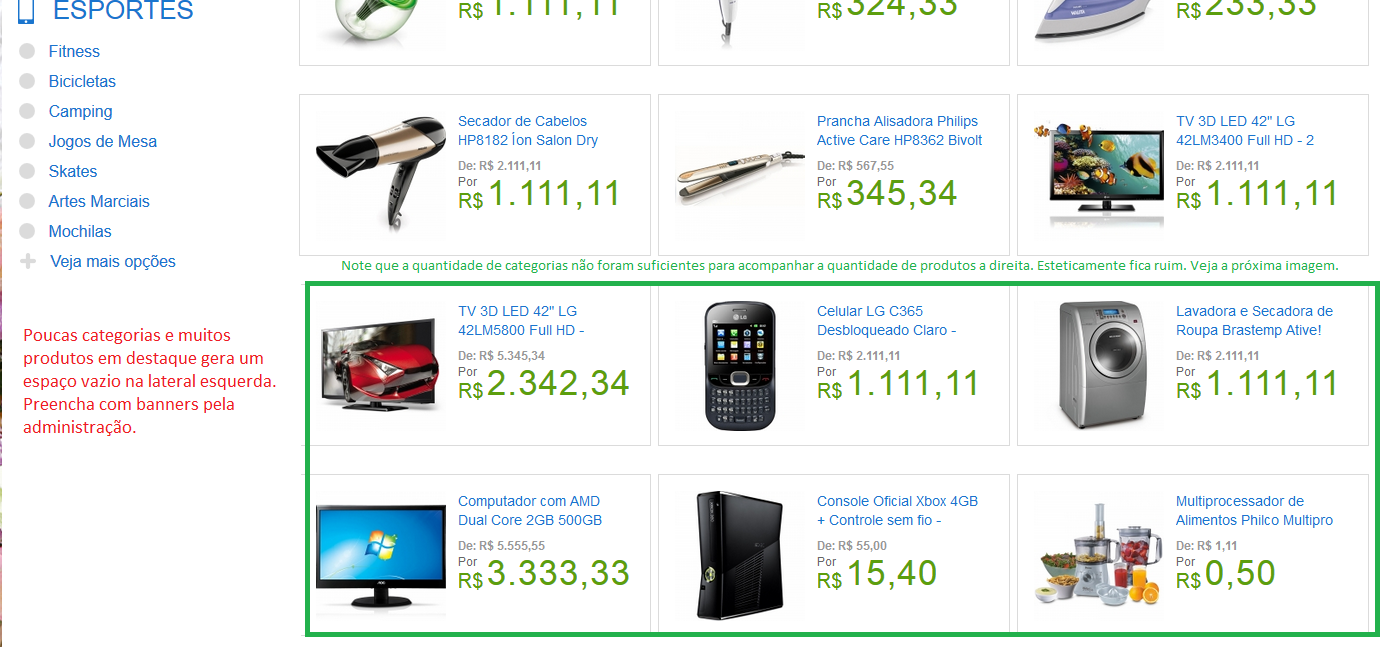 ESPORTES
Fitness
Bicicletas
Camping
Jogos de Mesa
Skates
Artes Marciais
Mochilas
Veja mais opções
Poucas categorias e muitos
produtos em destaque gera um
espaço vazio na lateral esquerda.
Preencha com banners pela
administração.
R$ 1.111,11
R$ 324,33
R$ 233,33
Secador de Cabelos
HP8182 Íon Salon Dry
De: R$ 2.111,11
Por
R$ 1.111,11
Prancha Alisadora Philips
Active Care HP8362 Bivolt
De: R$ 567,55
Por
R$ 345,34
TV 3D LED 42" LG
42LM3400 Full HD - 2
De: R$ 2.111,11
Por
R$ 1.111,11
Note que a quantidade de categorias não foram suficientes para acompanhar a quantidade de produtos a direita. Esteticamente fica ruim. Veja a próxima imagem.
TV 3D LED 42" LG
42LM5800 Full HD -
De: R$ 5.345,34
Por
R$ 2.342,34
Celular LG C365
Desbloqueado Claro -
De: R$ 2.111,11
Por
R$ 1.111,11
Lavadora e Secadora de
Roupa Brastemp Ative!
De: R$ 2.111,11
Por
R$ 1.111,11
Computador com AMD
Dual Core 2GB 500GB
De: R$ 5.555,55
Por
R$ 3.333,33
Console Oficial Xbox 4GB
+ Controle sem fio -
De: R$ 55,00
Por
R$ 15,40
Multiprocessador de
Alimentos Philco Multipro
De: R$ 1,11
Por
R$ 0,50